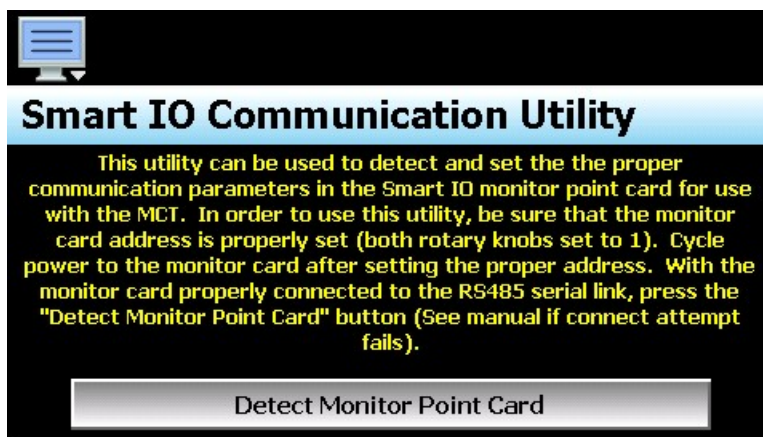 Smart IO Communication Utility
This utility can be used to detect and set the the proper
communication parameters in the Smart IO monitor point card for use
with the MCT.  In order to use this utility, be sure that the monitor
card address is properly set (both rotary knobs set to 1).  Cycle
power to the monitor card after setting the proper address.  With the
monitor card properly connected to the RS485 serial link, press the
"Detect Monitor Point Card" button (See manual if connect attempt
fails).
Detect Monitor Point Card